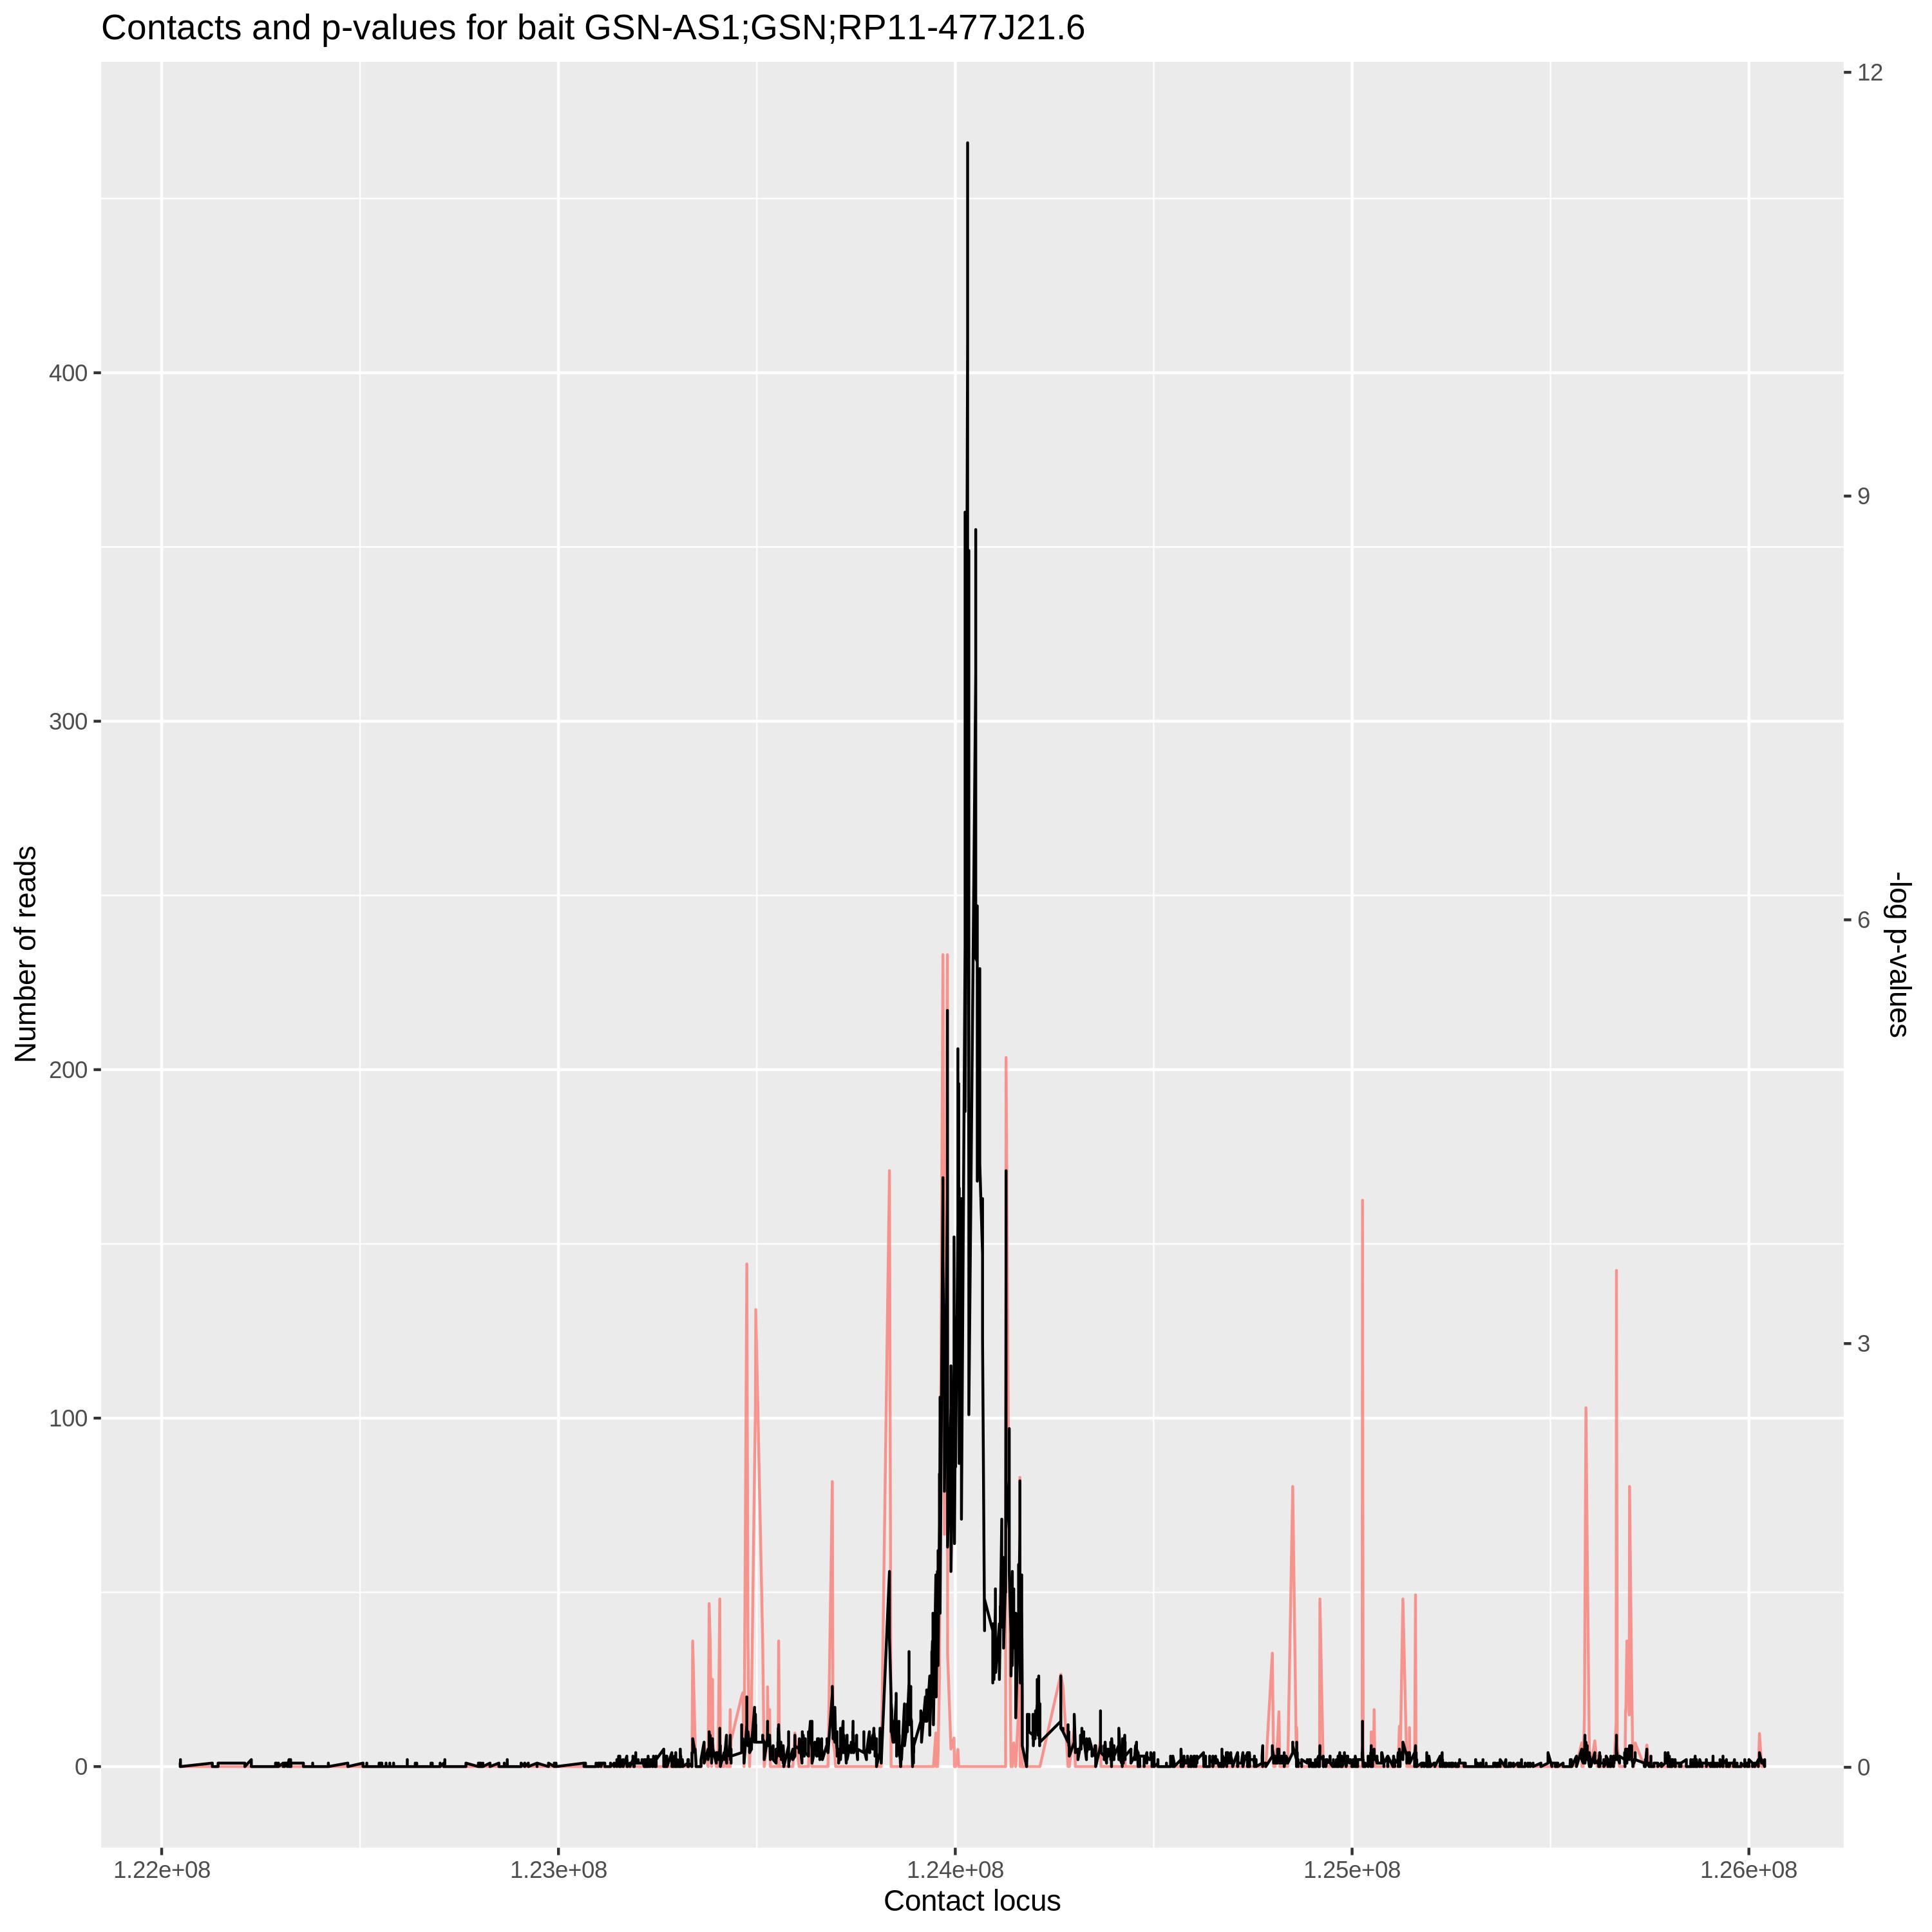 Contacts and p-values for bait GSN-AS1;GSN;RP11-477J21.6
12
9
6
3
0
-log p-values
400
300
200
100
0
Number of reads
1.22e+08 1.23e+08 1.24e+08 1.25e+08 1.26e+08
Contact locus